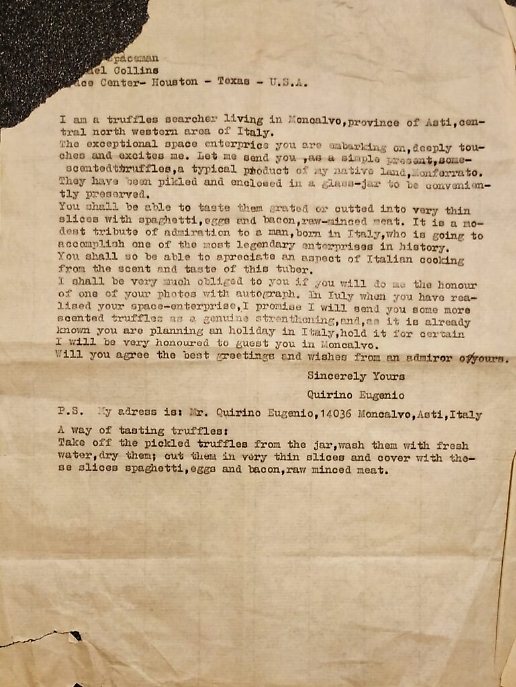 Spaceman
Collins
Center- Houston - Texas - U.S.A.
I am a truffles searcher living in Moncalvo,province of Asti,cen-
tral north western area of Italy.
The exceptional space enterprice you are embarking on,deeply tou-
ches and excites me. Let me send you ,as a simple present,some-
scentedtruffles,a typical product of my native land,Monferrato.
They have been pickled and enclosed in a glass-jar to be convenien-
tly preserved.
You shall be able to taste them grated or cutted into very thin
slices with spaghetti,eggs and bacon,raw-minced meat. It is a mo-
dest tribute of admiration to a man,born in Italy,who is going to
accomplish one of the most legendary enterprises in history.
You shall so be able to apreciate an aspect of Italian cooking
from the scent and taste of this tuber.
I shall be very much obliged to you if you will do me the honour
of one of your photos with autograph. In Iuly when you have rea-
lised your space-enterprise,I promise I will send you some more
scented truffles as a genuine strenthening,and,as it is already
known you are planning an holiday in Italy,hold it for certain
I will be very honoured to guest you in Moncalvo.
Will you agree the best greetings and wishes from an admiror of yours.
Sincerely Yours
Quirino Eugenio
P.S. My adress is: Mr. Quirino Eugenio,14036 Moncalvo,Asti,Italy
A way of tasting truffles:
Take off the pickled truffles from the jar,wash them with fresh
water,dry them; cut them in very thin slices and cover with the-
se slices spaghetti,eggs and bacon,raw minced meat.